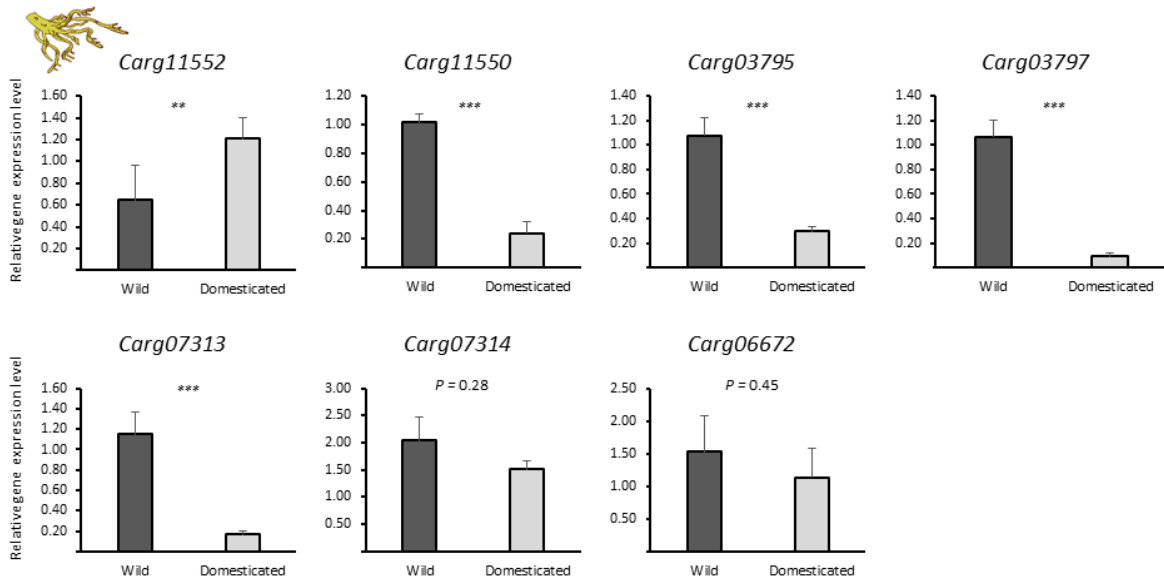 Carg11552
Carg11550
Carg03795
Carg03797
Relativegene expression level
1.60
1.40
1.20
1.00
0.80
0.60
0.40
0.20
**
Wild
Domesticated
1.20
1.00
0.80
0.60
0.40
0.20
***
Wild
Domesticated
1.40
1.20
1.00
0.80
0.60
0.40
0.20
***
Wild
Domesticated
1.40
1.20
1.00
0.80
0.60
0.40
0.20
***
Wild
Domesticated
Carg07313
Carg07314
Carg06672
Relativegene expression level
1.60
1.40
1.20
1.00
0.80
0.60
0.40
0.20
***
Wild
Domesticated
3.00
2.50
2.00
1.50
1.00
0.50
P = 0.28
Wild
Domesticated
2.50
2.00
1.50
1.00
0.50
P = 0.45
Wild
Domesticated